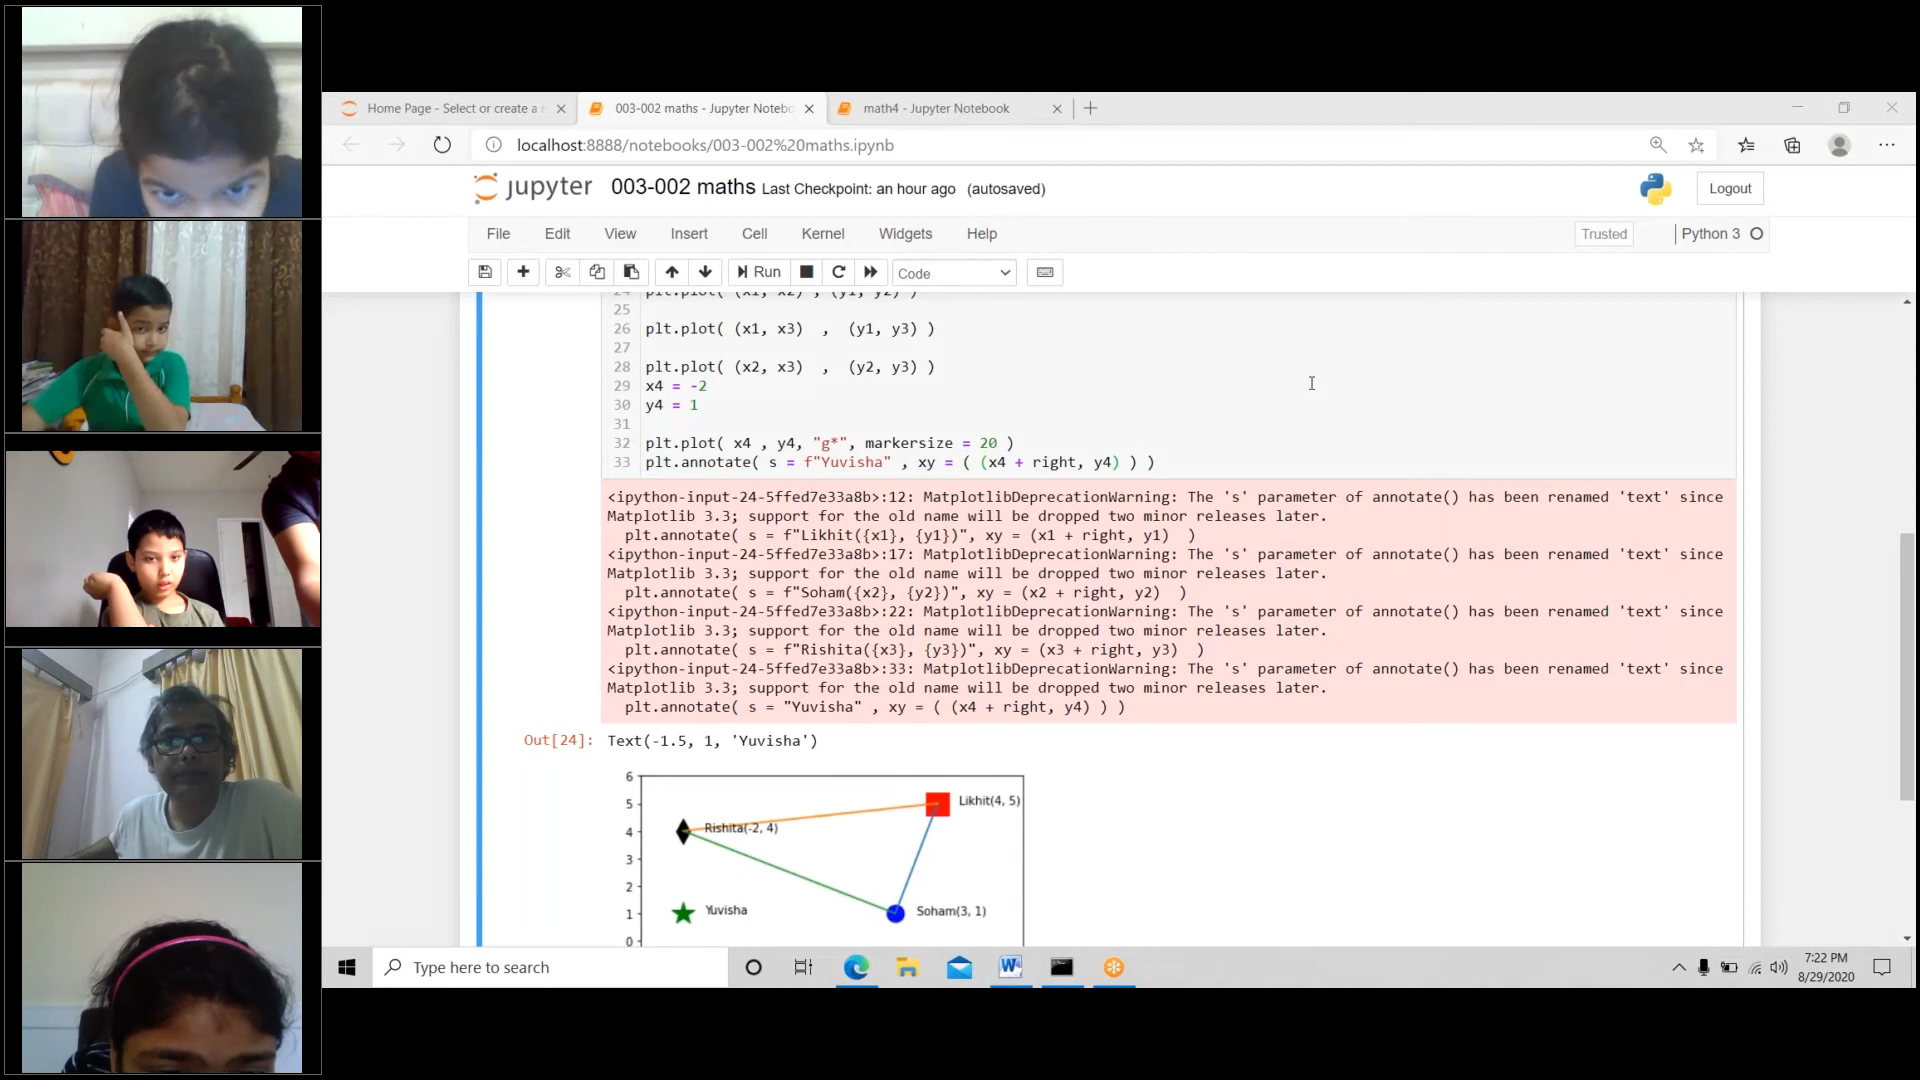 Home Page - Select or create a n
003-002 maths - Jupyter Notebo
math4 - Jupyter Notebook
localhost:8888/notebooks/003-002%20maths.ipynb
jupyter 003-002 maths Last Checkpoint: an hour ago (autosaved)
Logout
File Edit View Insert Cell Kernel Widgets Help
Trusted Python 3
Run Code
24 plt.plot( (x1, x2) , (y1, y2) )
25
26 plt.plot( (x1, x3)  ,  (y1, y3) )
27
28 plt.plot( (x2, x3)  ,  (y2, y3) )
29 x4 = -2
30 y4 = 1
31
32 plt.plot( x4 , y4, "g*", markersize = 20 )
33 plt.annotate( s = f"Yuvisha" , xy = ( (x4 + right, y4) ) )
<ipython-input-24-5ffed7e33a8b>:12: MatplotlibDeprecationWarning: The 's' parameter of annotate() has been renamed 'text' since
Matplotlib 3.3; support for the old name will be dropped two minor releases later.
plt.annotate( s = f"Likhit({x1}, {y1})", xy = (x1 + right, y1)  )
<ipython-input-24-5ffed7e33a8b>:17: MatplotlibDeprecationWarning: The 's' parameter of annotate() has been renamed 'text' since
Matplotlib 3.3; support for the old name will be dropped two minor releases later.
plt.annotate( s = f"Soham({x2}, {y2})", xy = (x2 + right, y2)  )
<ipython-input-24-5ffed7e33a8b>:22: MatplotlibDeprecationWarning: The 's' parameter of annotate() has been renamed 'text' since
Matplotlib 3.3; support for the old name will be dropped two minor releases later.
plt.annotate( s = f"Rishita({x3}, {y3})", xy = (x3 + right, y3)  )
<ipython-input-24-5ffed7e33a8b>:33: MatplotlibDeprecationWarning: The 's' parameter of annotate() has been renamed 'text' since
Matplotlib 3.3; support for the old name will be dropped two minor releases later.
plt.annotate( s = "Yuvisha" , xy = ( (x4 + right, y4) ) )
Out[24]: Text(-1.5, 1, 'Yuvisha')
6
5 Likhit(4, 5)
4 Rishita(-2, 4)
3
2
1 Yuvisha Soham(3, 1)
0
Type here to search
7:22 PM
8/29/2020